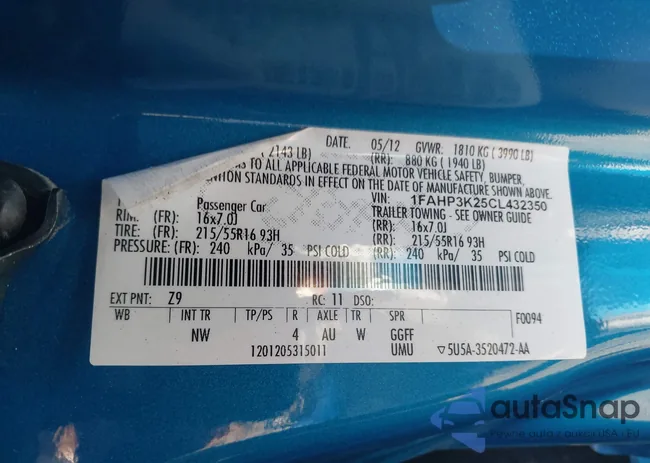 DATE. 05/12 GVWR: 1810 KG ( 3990 LB)
( 2143 LB) (RR): 880 KG ( 1940 LB)
MS TO ALL APPLICABLE FEDERAL MOTOR VEHICLE SAFETY, BUMPER,
ENTION STANDARDS IN EFFECT ON THE DATE OF MANUFACTURE SHOWN ABOVE.
VIN: 1FAHP3K25CL432350
Passenger Car TRAILER TOWING - SEE OWNER GUIDE
RIM: (FR): 16x7.0J (RR): 16x7.0J
TIRE: (FR): 215/55R16 93H (RR): 215/55R16 93H
PRESSURE: (FR): 240 kPa/ 35 PSI COLD (RR): 240 kPa/ 35 PSI COLD
EXT PNT: Z9 RC: 11 DSO:
WB INT TR TP/PS R AXLE TR SPR F0094
NW 4 AU W GGFF
1201205315011 UMU ▽5U5A-3520472-AA
autaSnap